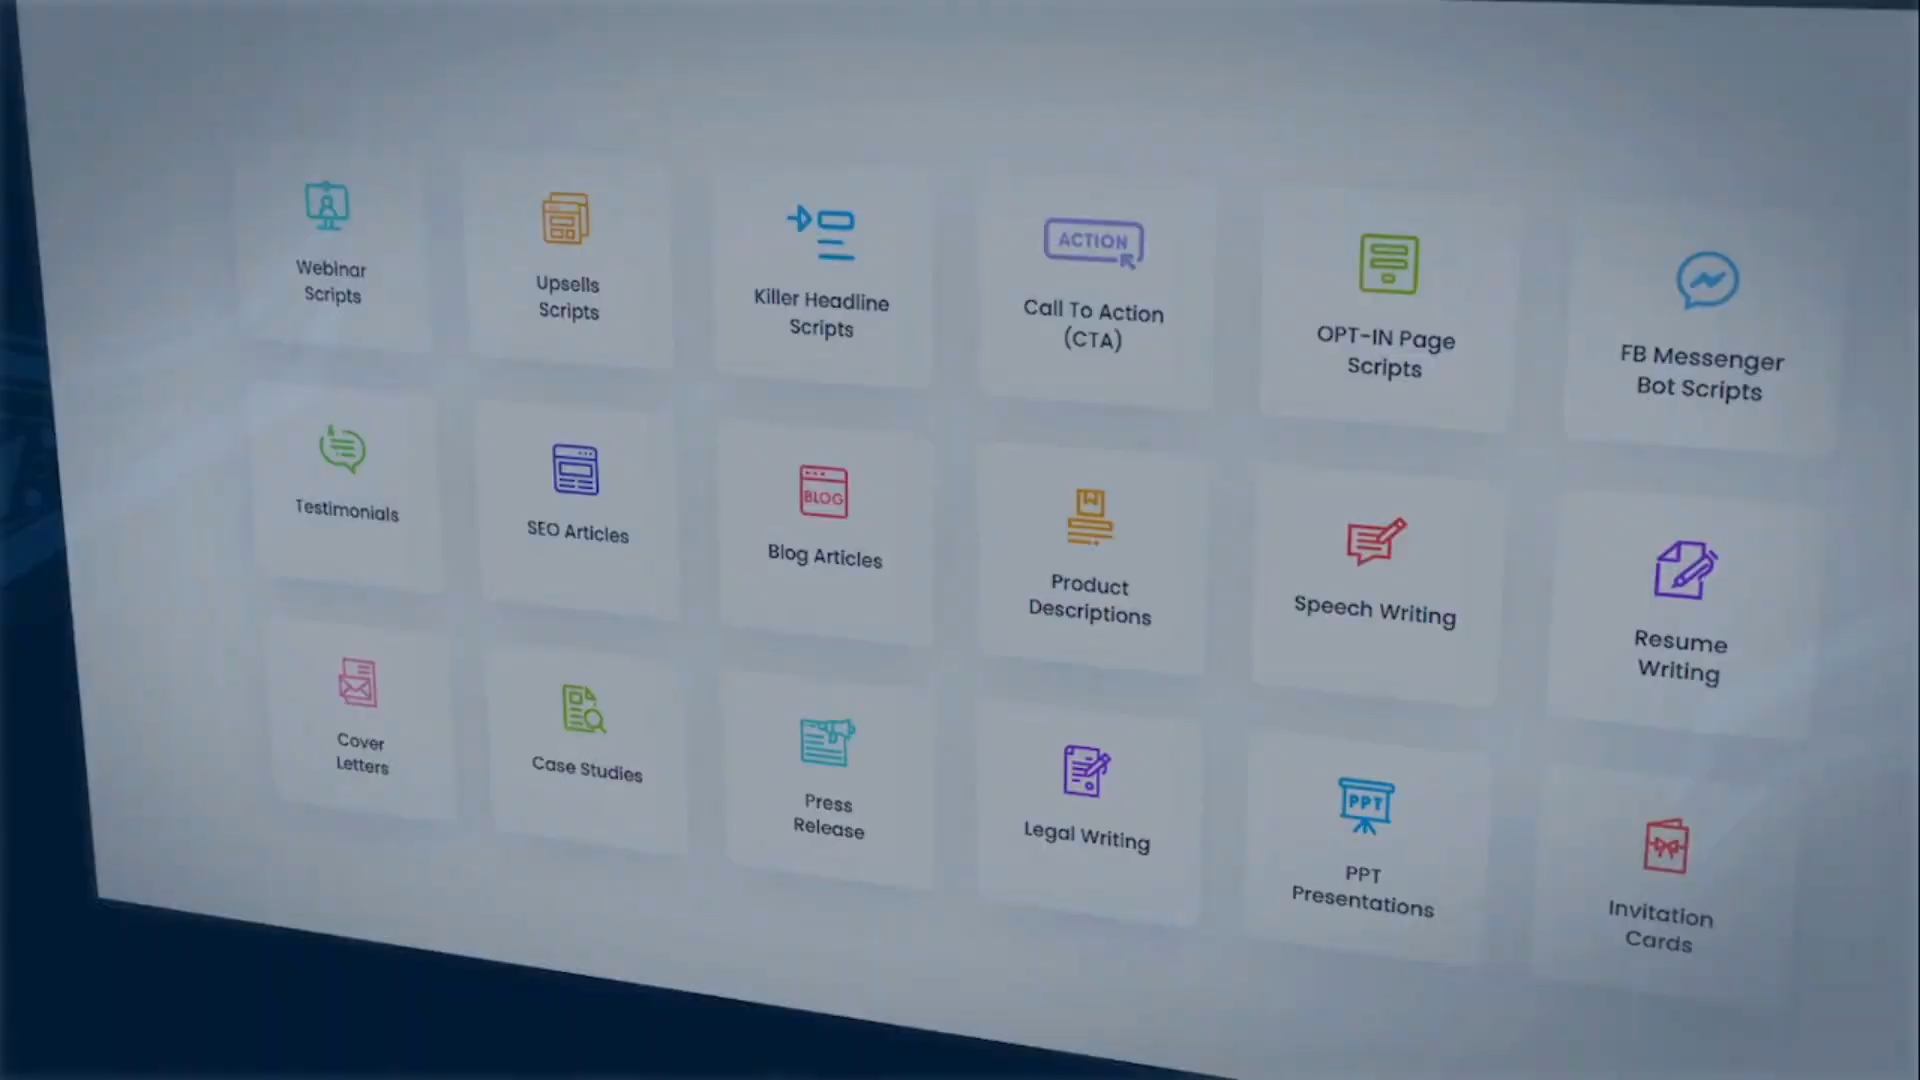 Webinar
Scripts
Upsells
Scripts
Killer Headline
Scripts
ACTION
Call To Action
(CTA)
OPT-IN Page
Scripts
FB Messenger
Bot Scripts
Testimonials
SEO Articles
BLOG
Blog Articles
Product
Descriptions
Speech Writing
Resume
Writing
Cover
Letters
Case Studies
Press
Release
Legal Writing
PPT
PPT
Presentations
Invitation
Cards